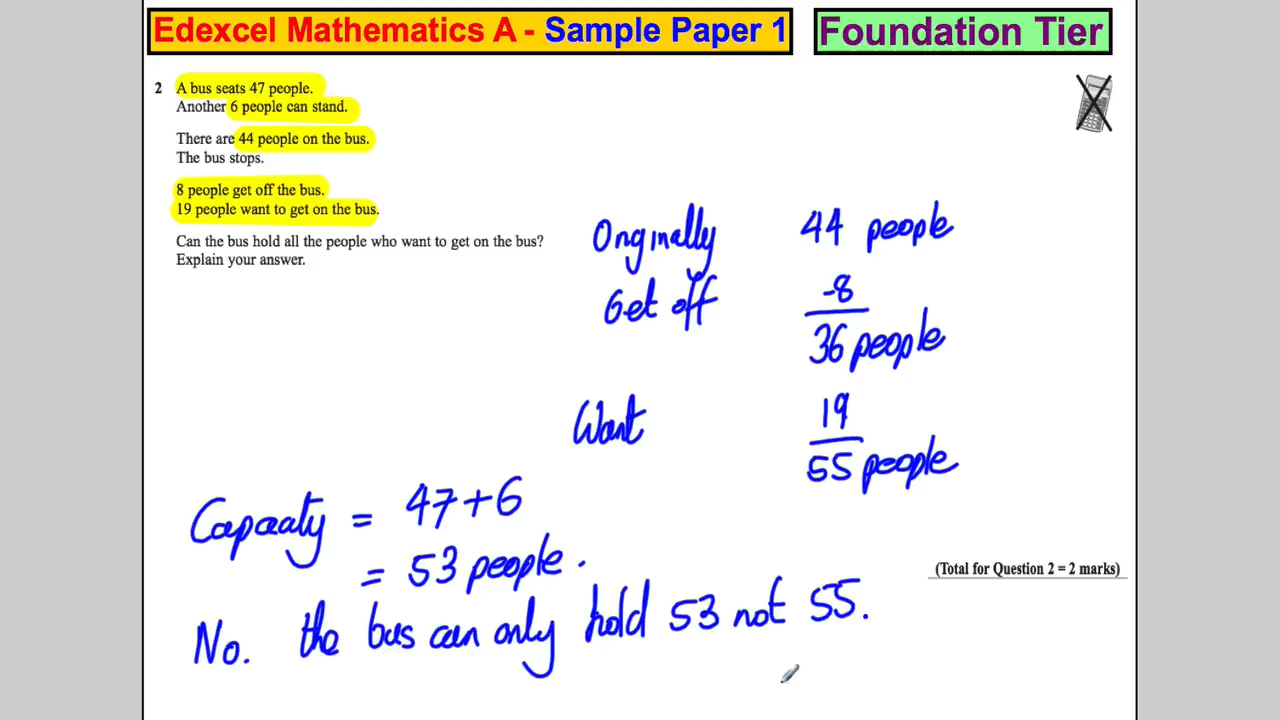 Edexcel Mathematics A - Sample Paper 1
Foundation Tier
2 A bus seats 47 people.
Another 6 people can stand.
There are 44 people on the bus.
The bus stops.
8 people get off the bus.
19 people want to get on the bus.
Can the bus hold all the people who want to get on the bus?
Explain your answer.
Originally 44 people
Get off -8
36 people
Want 19
55 people
Capacity = 47+6
= 53 people.
(Total for Question 2 = 2 marks)
No. the bus can only hold 53 not 55.